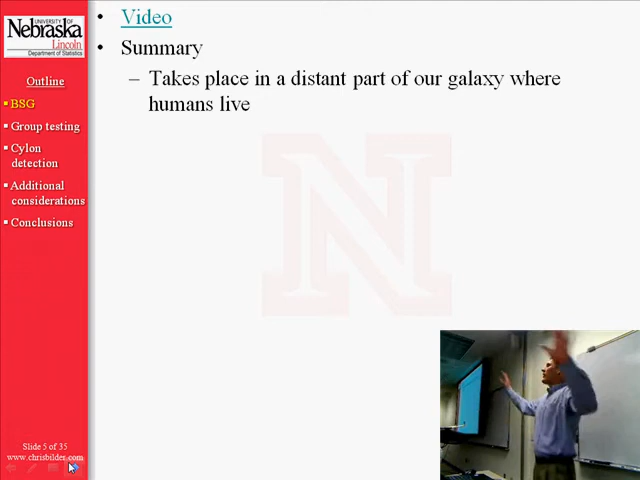 UNIVERSITY OF
Nebraska
Lincoln
Department of Statistics
Outline
BSG
Group testing
Cylon
detection
Additional
considerations
Conclusions
Slide 5 of 35
www.chrisbilder.com
• Video
• Summary
– Takes place in a distant part of our galaxy where
humans live
N